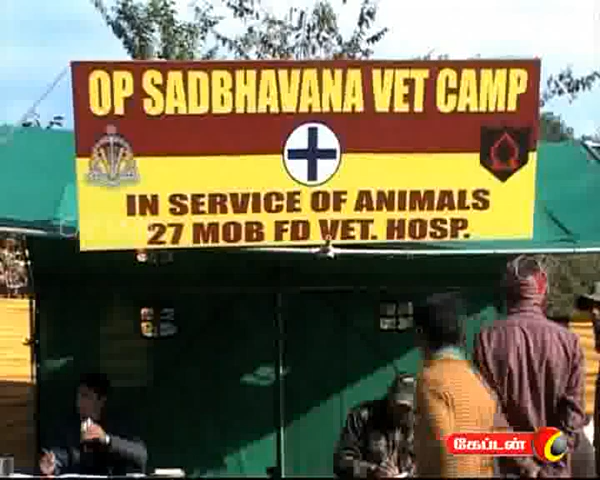 OP SADBHAVANA VET CAMP
IN SERVICE OF ANIMALS
27 MOB FD VET. HOSP.
கேப்டன்